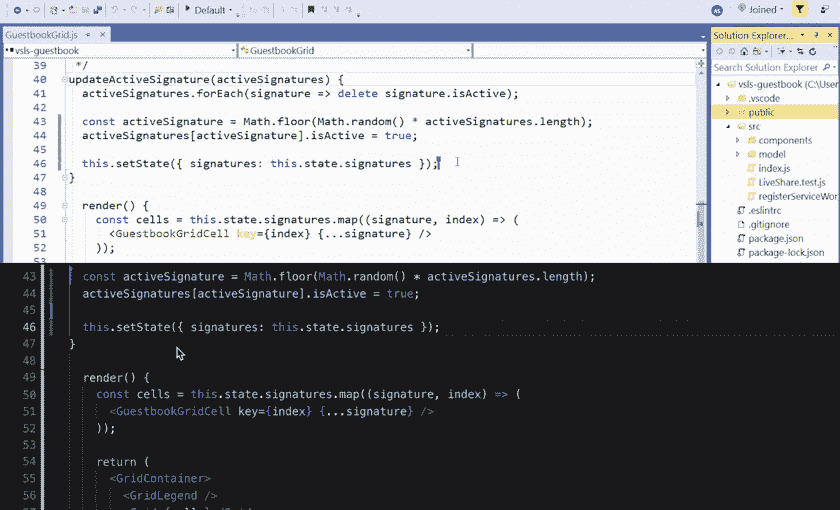 Default
AS
Joined
GuestbookGrid.js
vsls-guestbook
GuestbookGrid
39 */
40 updateActiveSignature(activeSignatures) {
41 activeSignatures.forEach(signature => delete signature.isActive);
42
43 const activeSignature = Math.floor(Math.random() * activeSignatures.length);
44 activeSignatures[activeSignature].isActive = true;
45
46 this.setState({ signatures: this.state.signatures });
47 }
48
49 render() {
50 const cells = this.state.signatures.map((signature, index) => (
51 <GuestbookGridCell key={index} {...signature} />
52 ));
53
Solution Explorer...
Search Solution Explorer
vsls-guestbook (C:\User
.vscode
public
src
components
model
index.js
LiveShare.test.js
registerServiceWor
.eslintrc
.gitignore
package.json
package-lock.json
43 const activeSignature = Math.floor(Math.random() * activeSignatures.length);
44 activeSignatures[activeSignature].isActive = true;
45
46 this.setState({ signatures: this.state.signatures });
47 }
48
49 render() {
50 const cells = this.state.signatures.map((signature, index) => (
51 <GuestbookGridCell key={index} {...signature} />
52 ));
53
54 return (
55 <GridContainer>
56 <GridLegend />